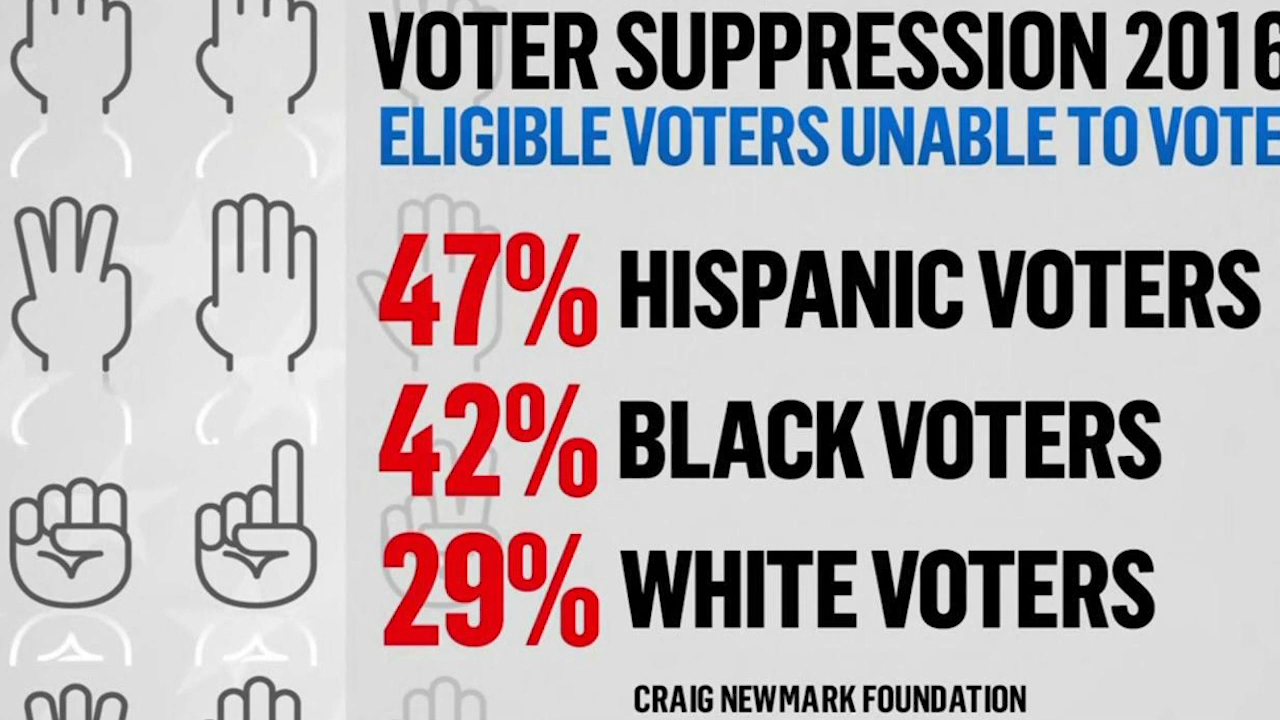 VOTER SUPPRESSION 2016
ELIGIBLE VOTERS UNABLE TO VOTE
47% HISPANIC VOTERS
42% BLACK VOTERS
29% WHITE VOTERS
CRAIG NEWMARK FOUNDATION